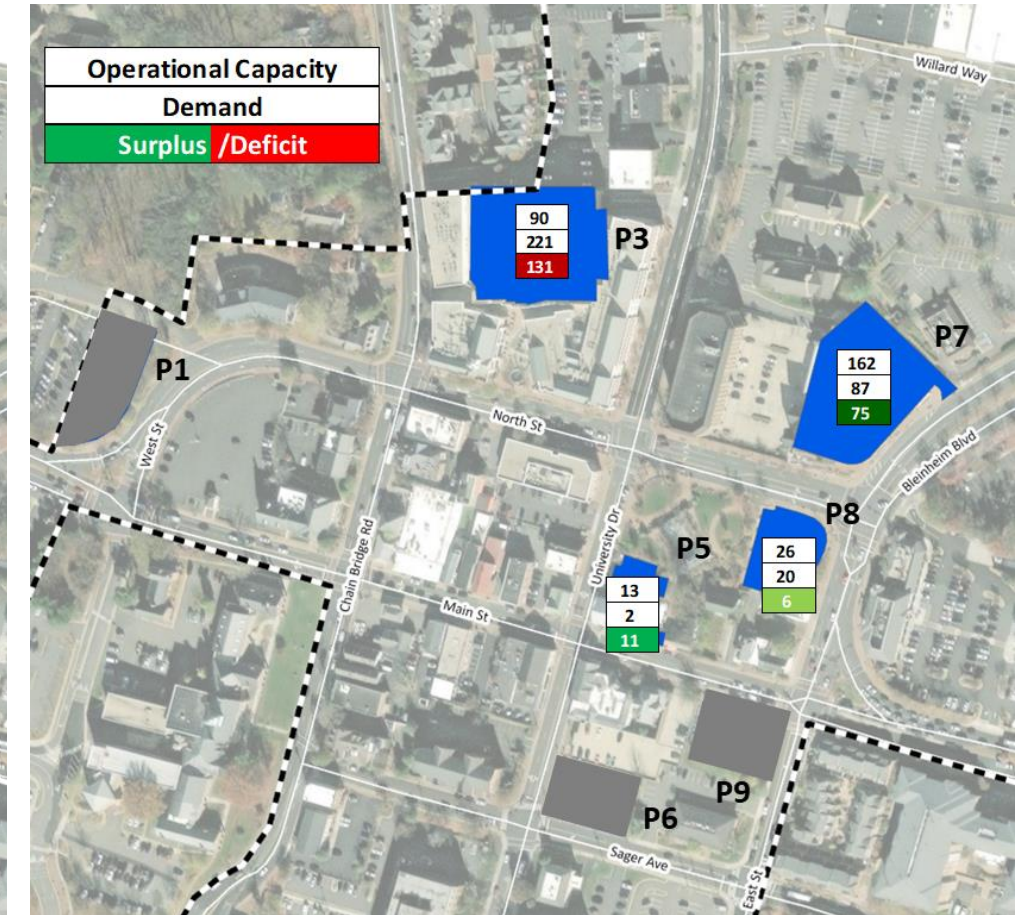 Operational Capacity
Demand
Surplus /Deficit
Willard Way
90
221
131
P3
P7
162
87
75
P1
North St
West St
Bleinheim Blvd
P8
University Dr
P5
26
20
6
Chain Bridge Rd
13
2
11
Main St
P9
P6
Sager Ave
East St